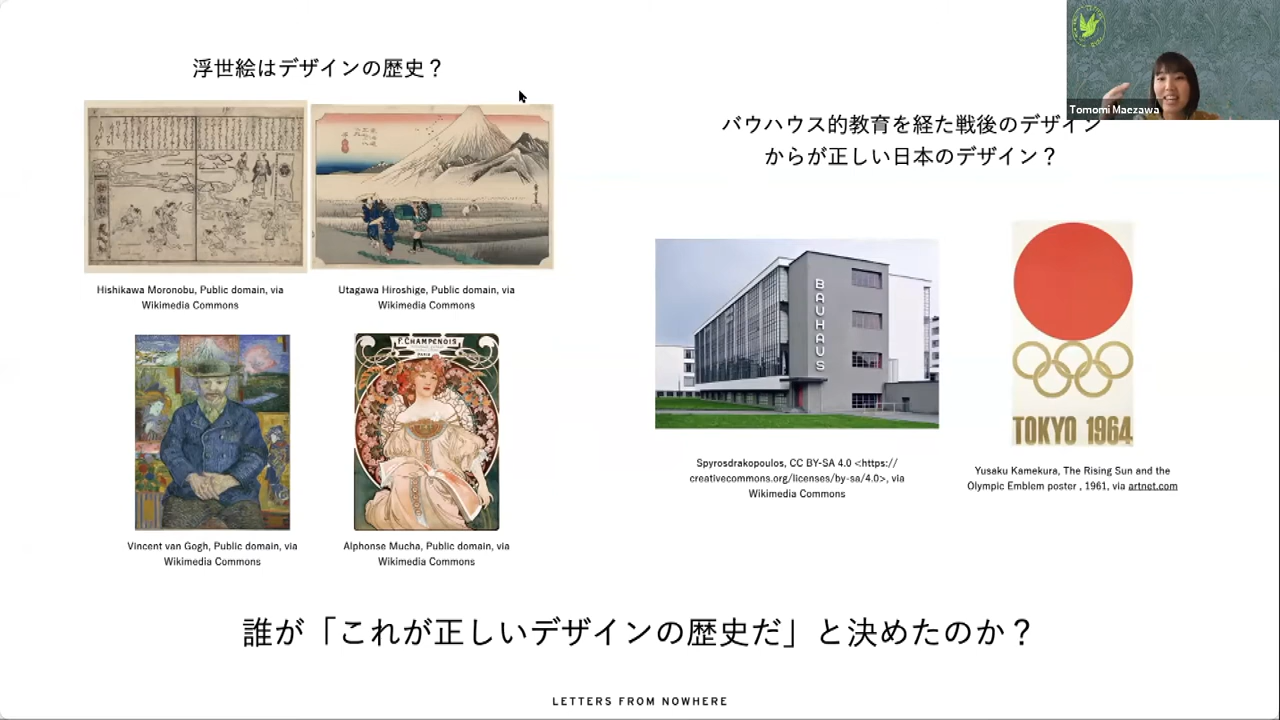 浮世絵はデザインの歴史？
Hishikawa Moronobu, Public domain, via
Wikimedia Commons
Utagawa Hiroshige, Public domain, via
Wikimedia Commons
F. CHAMPENOIS
PARIS
Vincent van Gogh, Public domain, via
Wikimedia Commons
Alphonse Mucha, Public domain, via
Wikimedia Commons
Tomomi Maezawa
バウハウス的教育を経た戦後のデザイン
からが正しい日本のデザイン？
BAUHAUS
TOKYO 1964
Spyrosdrakopoulos, CC BY-SA 4.0 <https://
creativecommons.org/licenses/by-sa/4.0>, via
Wikimedia Commons
Yusaku Kamekura, The Rising Sun and the
Olympic Emblem poster , 1961, via artnet.com
誰が「これが正しいデザインの歴史だ」と決めたのか？
LETTERS FROM NOWHERE